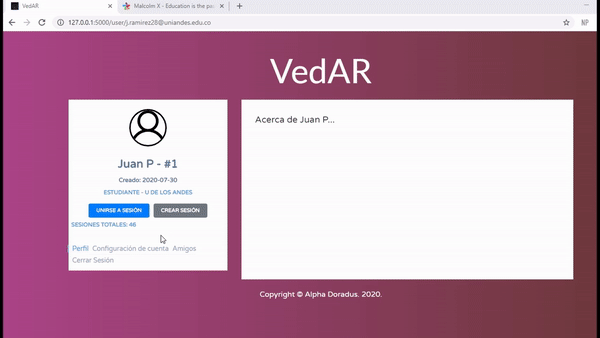 VedAR
Malcolm X - Education is the pas
127.0.0.1:5000/user/j.ramirez28@uniandes.edu.co
NP
VedAR
Juan P - #1
Creado: 2020-07-30
ESTUDIANTE - U DE LOS ANDES
UNIRSE A SESIÓN CREAR SESIÓN
SESIONES TOTALES: 46
Perfil Configuración de cuenta Amigos
Cerrar Sesión
Acerca de Juan P...
Copyright © Alpha Doradus. 2020.